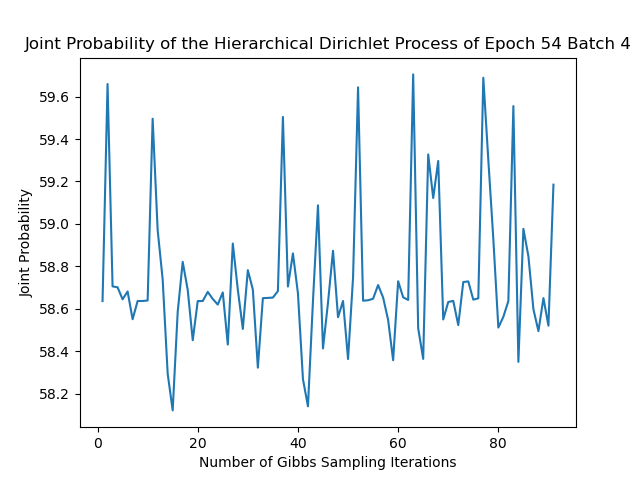 Joint Probability of the Hierarchical Dirichlet Process of Epoch 54 Batch 4
59.6
59.4
59.2
59.0
58.8
58.6
58.4
58.2
Joint Probability
0 20 40 60 80
Number of Gibbs Sampling Iterations